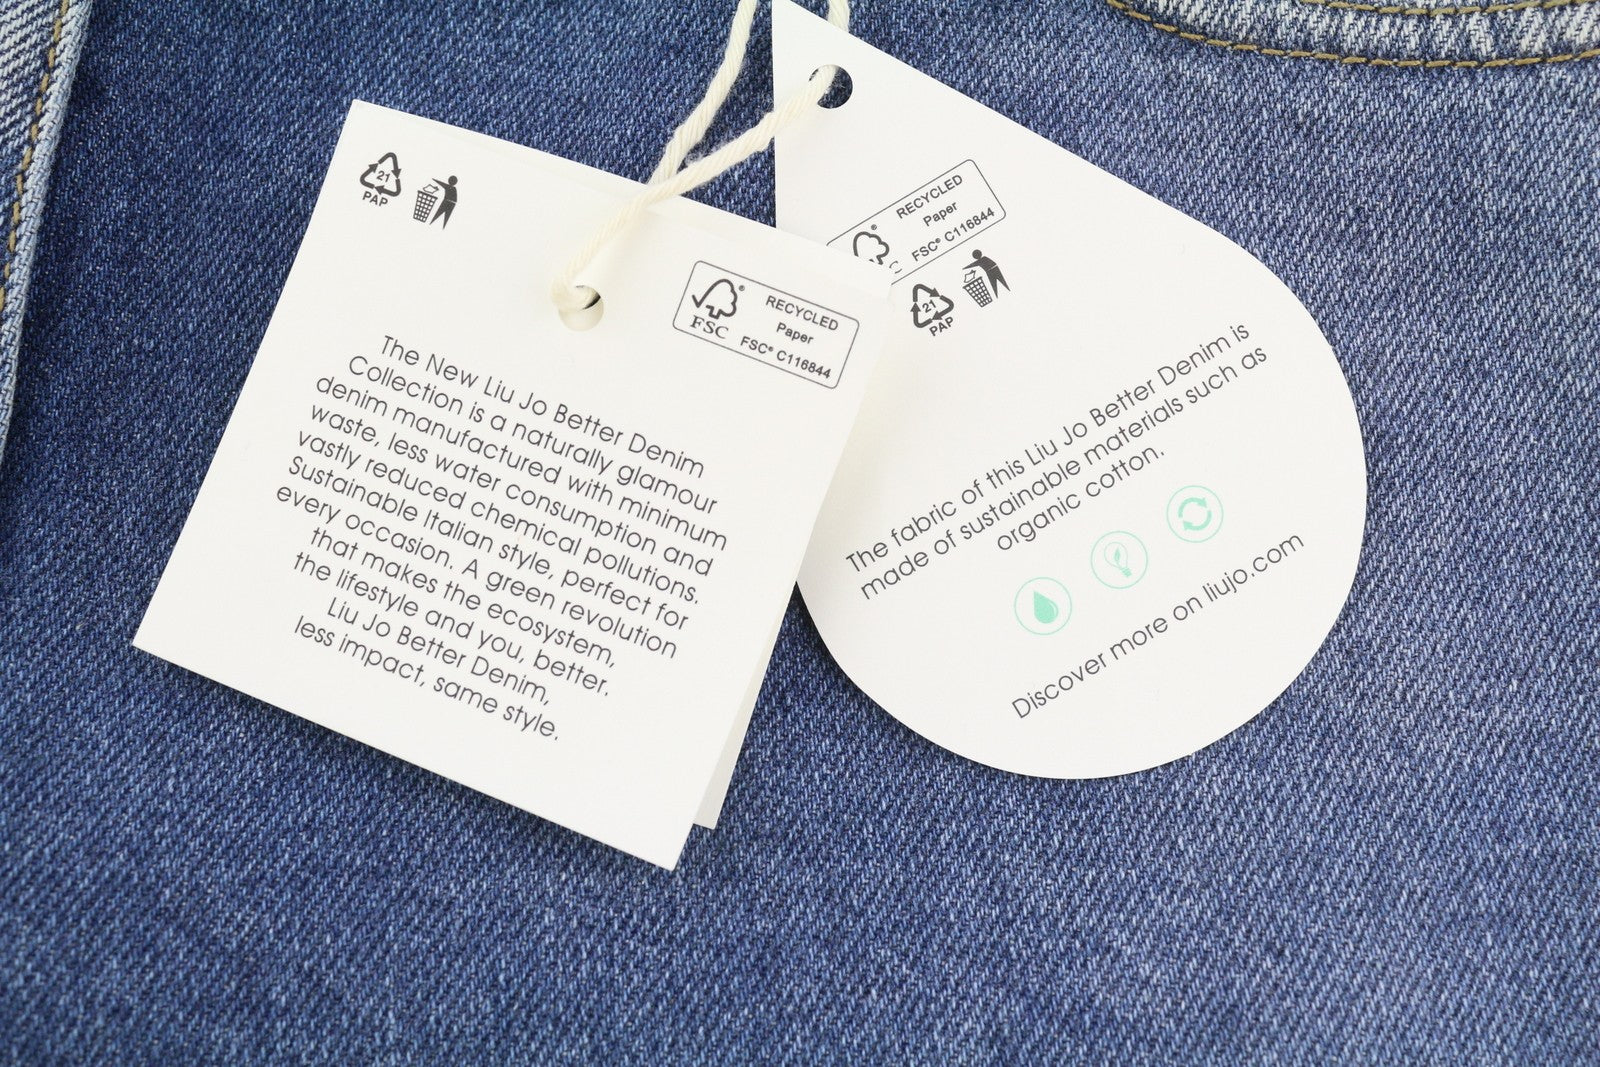 21
PAP
FSC®
RECYCLED
Paper
FSC® C116844
The New Liu Jo Better Denim
Collection is a naturally glamour
denim manufactured with minimum
waste, less water consumption and
vastly reduced chemical pollutions.
Sustainable Italian style, perfect for
every occasion. A green revolution
that makes the ecosystem,
the lifestyle and you, better.
Liu Jo Better Denim,
less impact, same style.
RECYCLED
Paper
FSC® C116844
21
PAP
The fabric of this Liu Jo Better Denim is
made of sustainable materials such as
organic cotton.
Discover more on liujo.com